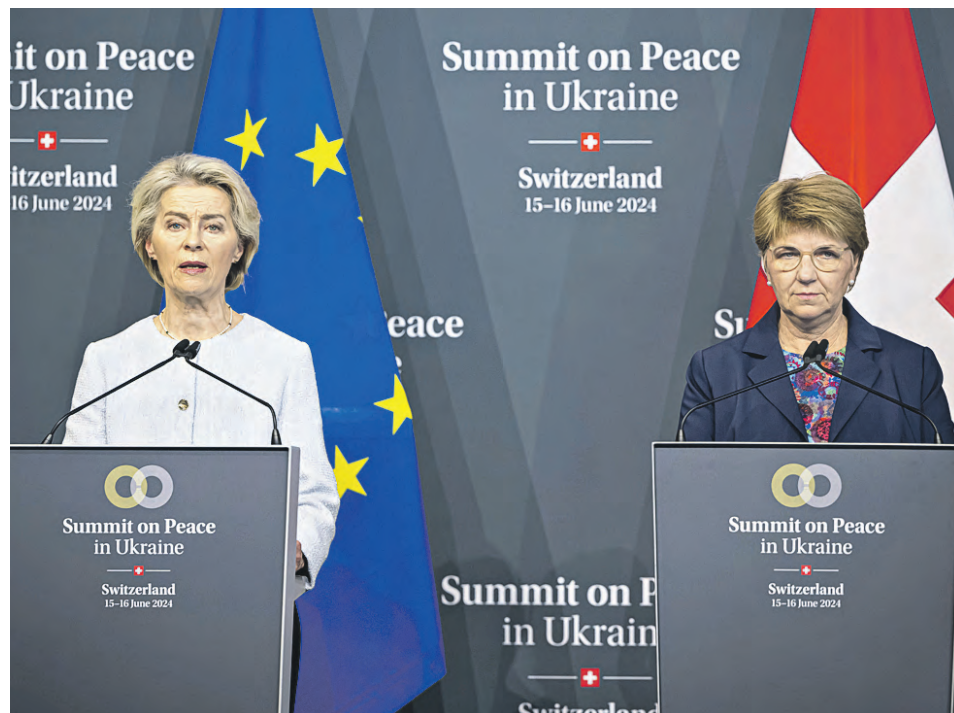 it on Peace
Ukraine
itzerland
16 June 2024
Summit on Peace
in Ukraine
Switzerland
15–16 June 2024
eace
Su
Summit on Peace
in Ukraine
Switzerland
15–16 June 2024
Summit on Peace
in Ukraine
Switzerland
15–16 June 2024
Summit on P
in Ukrain
Switzerland